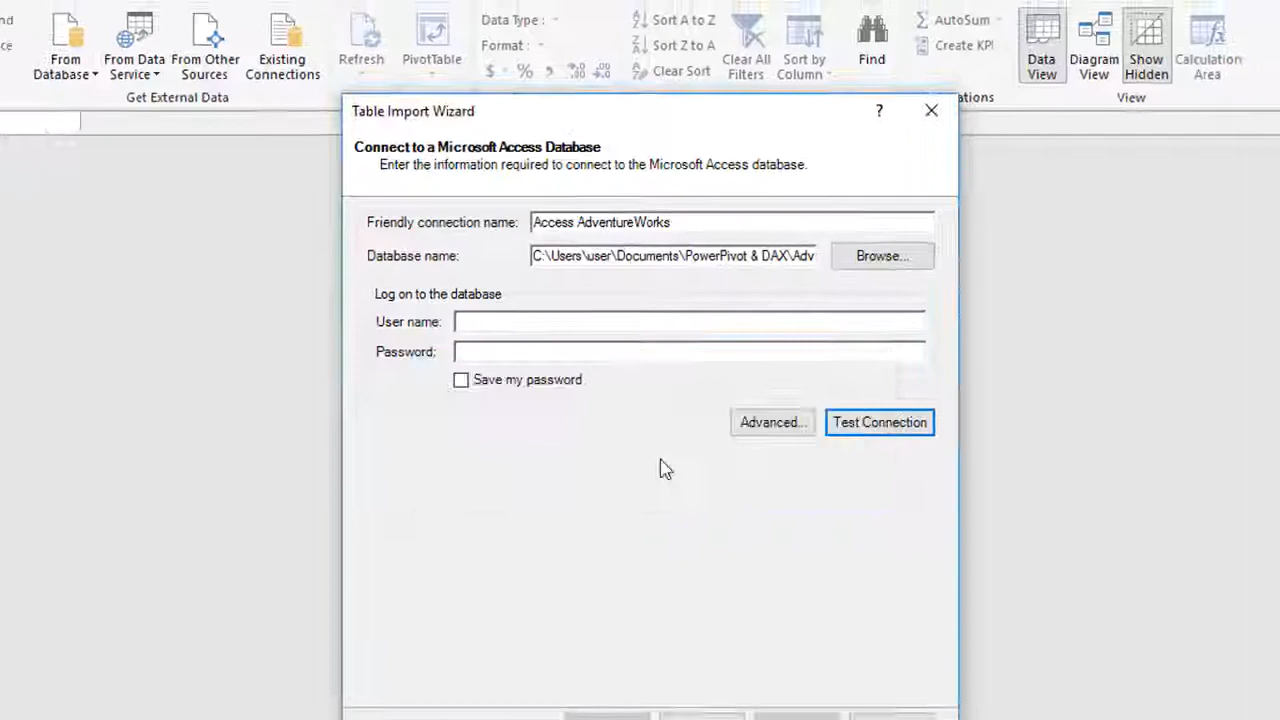 Data Type :
Sort A to Z
AutoSum
Format :
Sort Z to A
Create KPI
$ %
Clear Sort
From Database
From Data Service
From Other Sources
Existing Connections
Refresh
PivotTable
Clear All Filters
Sort by Column
Find
Data View
Diagram View
Show Hidden
Calculation Area
Get External Data
View
Table Import Wizard
?
Connect to a Microsoft Access Database
Enter the information required to connect to the Microsoft Access database.
Friendly connection name: Access AdventureWorks
Database name: C:\Users\user\Documents\PowerPivot & DAX\Adv Browse...
Log on to the database
User name:
Password:
Save my password
Advanced... Test Connection